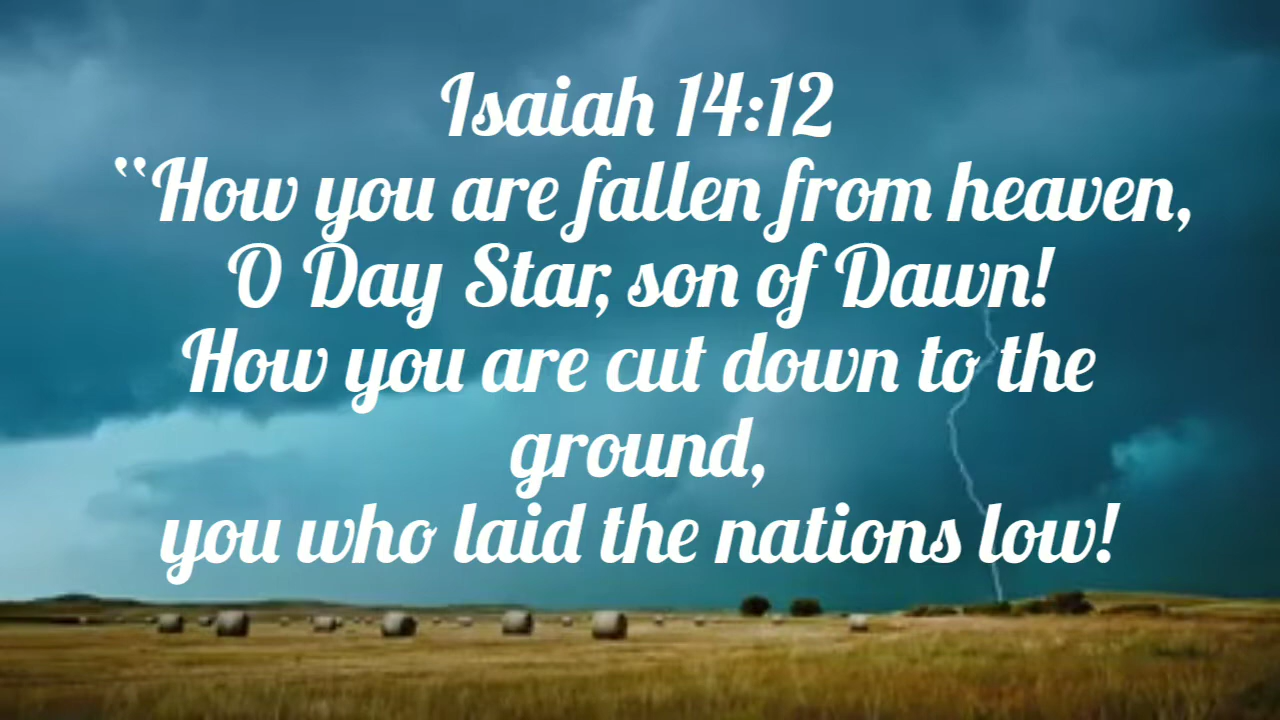 Isaiah 14:12
“How you are fallen from heaven,
O Day Star, son of Dawn!
How you are cut down to the
ground,
you who laid the nations low!